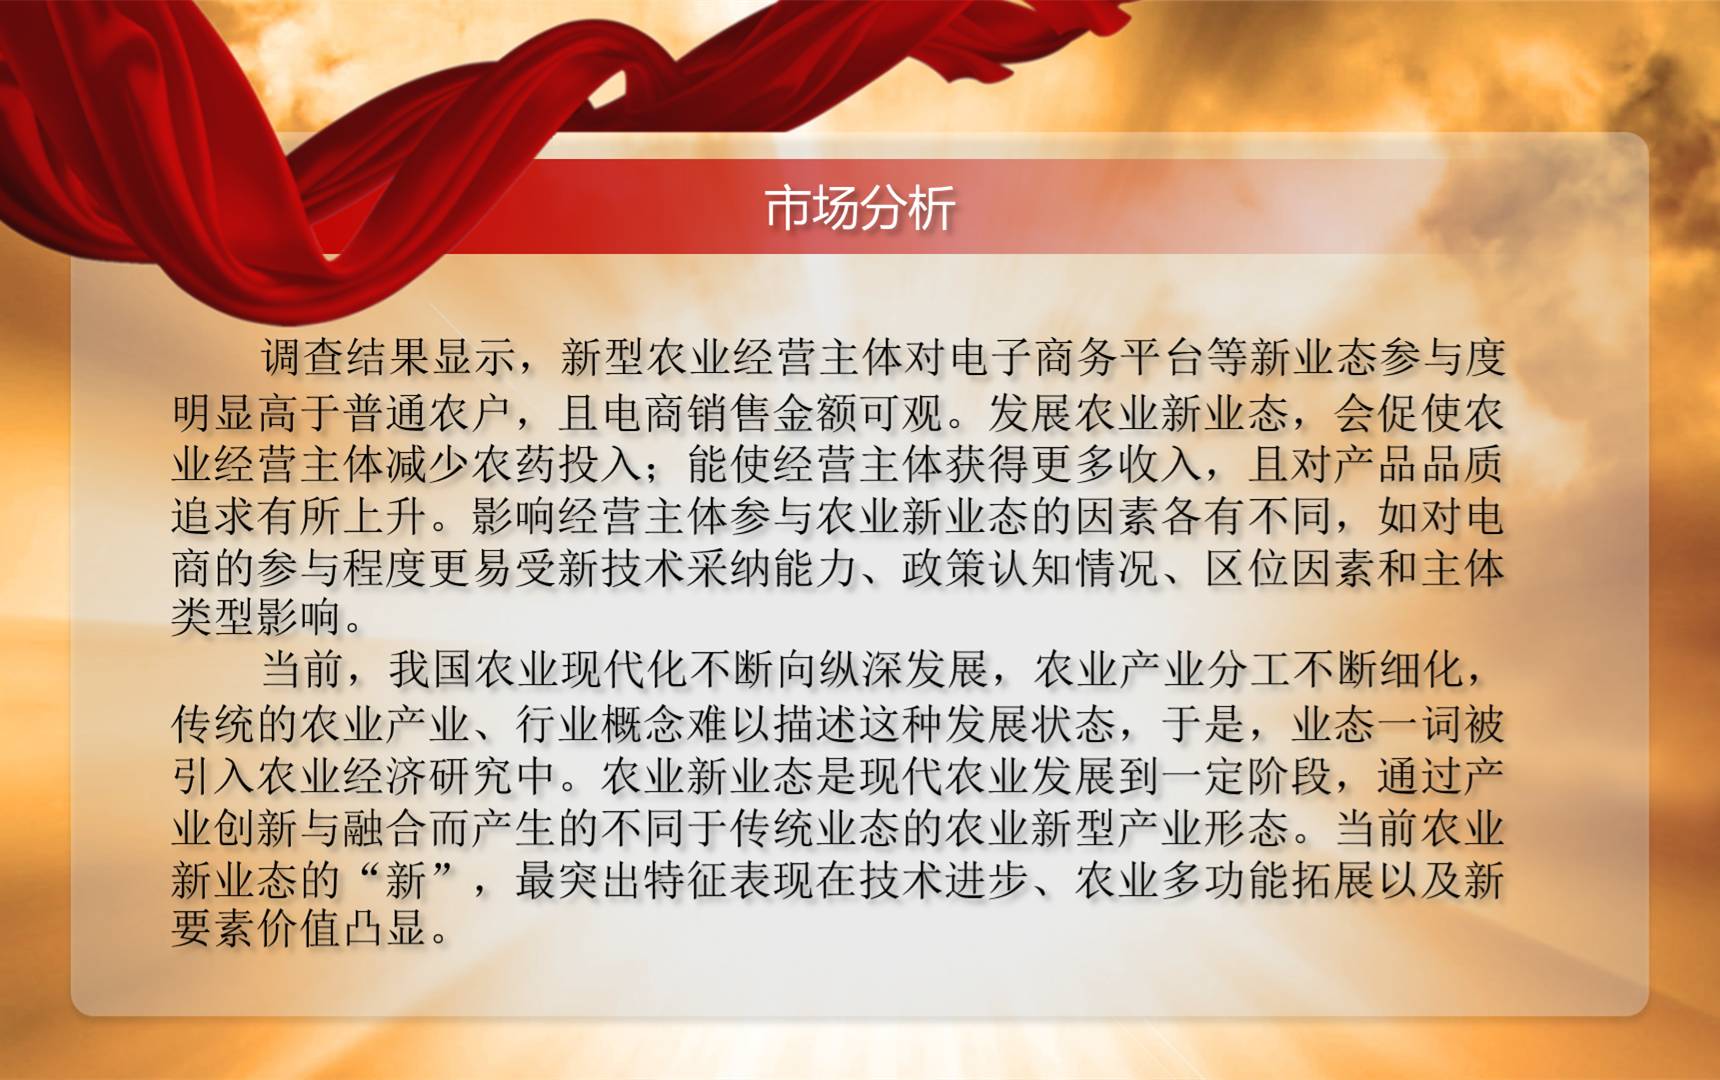 市场分析
调查结果显示，新型农业经营主体对电子商务平台等新业态参与度
明显高于普通农户，且电商销售金额可观。发展农业新业态，会促使农
业经营主体减少农药投入；能使经营主体获得更多收入，且对产品品质
追求有所上升。影响经营主体参与农业新业态的因素各有不同，如对电
商的参与程度更易受新技术采纳能力、政策认知情况、区位因素和主体
类型影响。
当前，我国农业现代化不断向纵深发展，农业产业分工不断细化，
传统的农业产业、行业概念难以描述这种发展状态，于是，业态一词被
引入农业经济研究中。农业新业态是现代农业发展到一定阶段，通过产
业创新与融合而产生的不同于传统业态的农业新型产业形态。当前农业
新业态的“新”，最突出特征表现在技术进步、农业多功能拓展以及新
要素价值凸显。